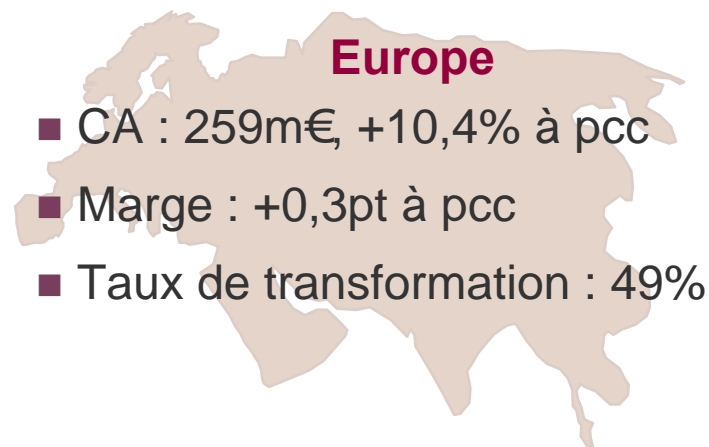 Europe
■ CA : 259m€, +10,4% à pcc
■ Marge : +0,3pt à pcc
■ Taux de transformation : 49%